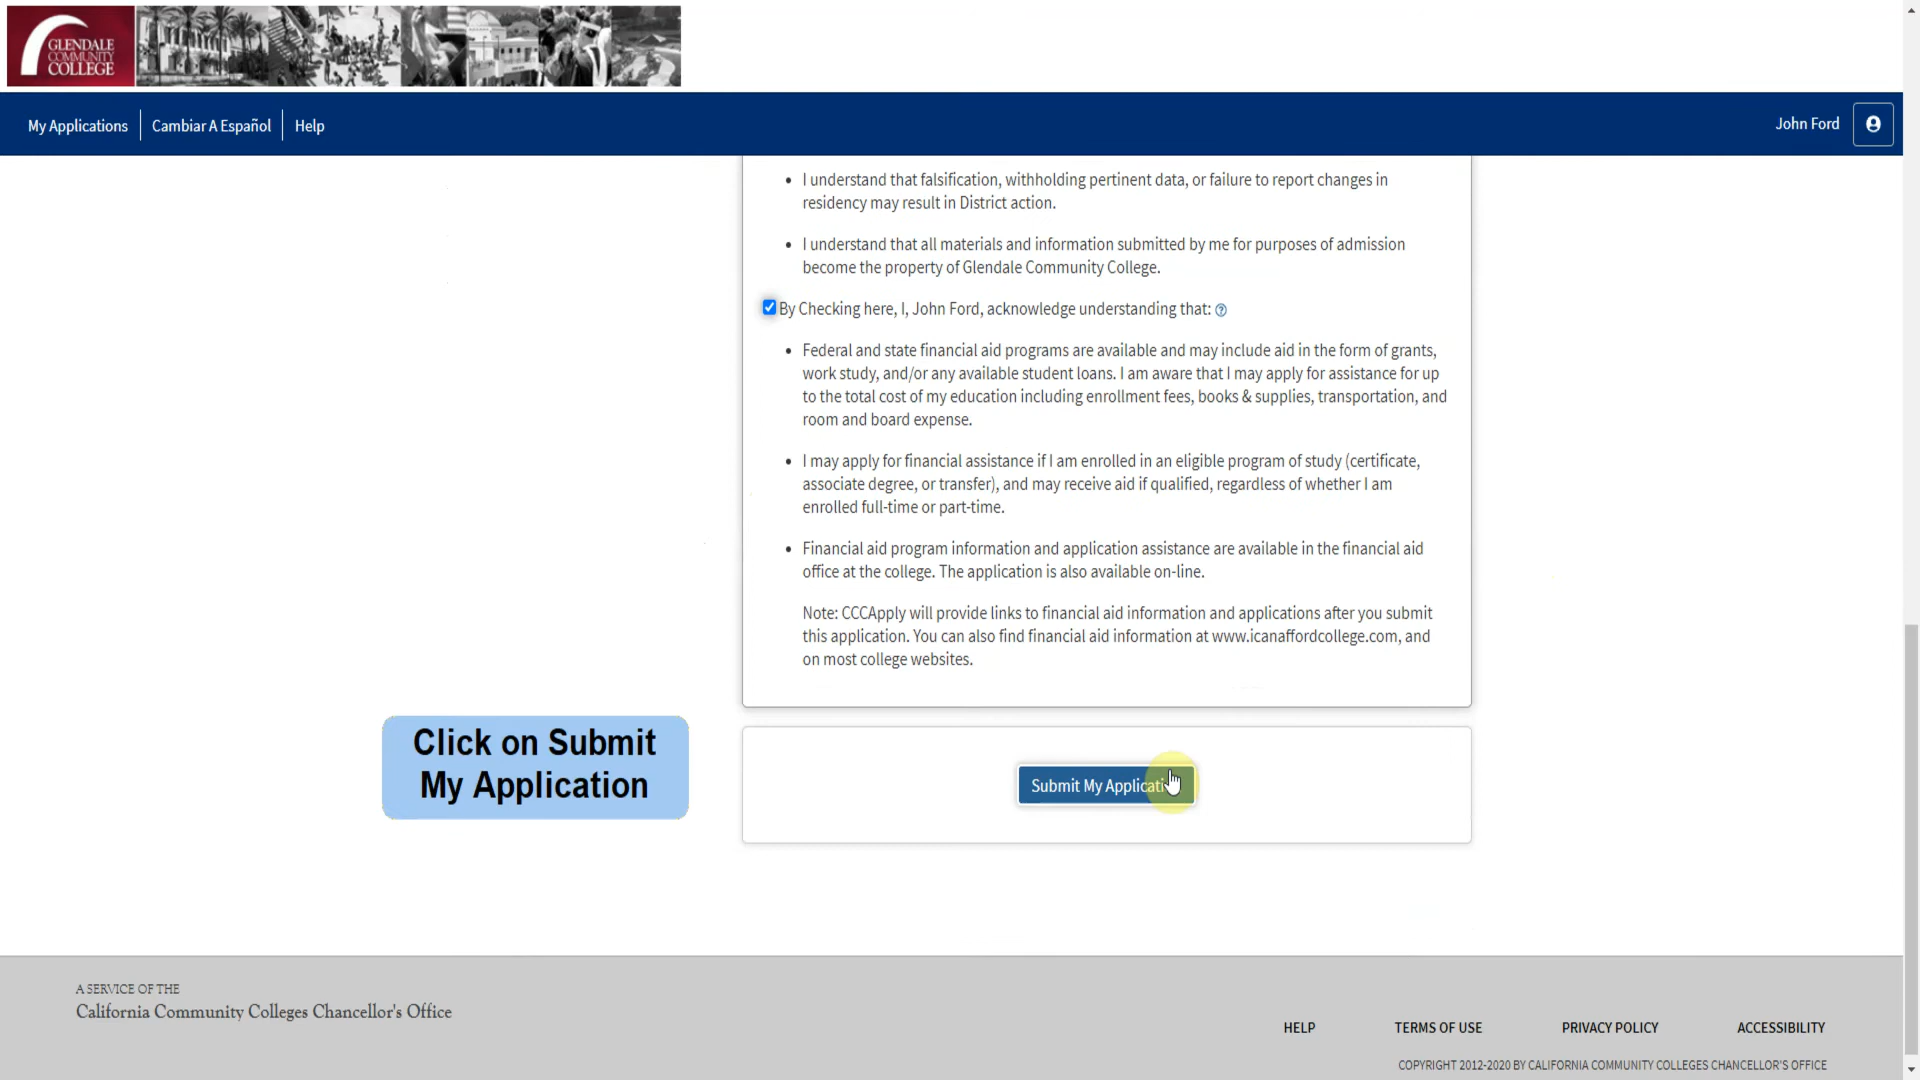 GLENDALE
COMMUNITY
COLLEGE
My Applications
Cambiar A Español
Help
John Ford
I understand that falsification, withholding pertinent data, or failure to report changes in
residency may result in District action.
I understand that all materials and information submitted by me for purposes of admission
become the property of Glendale Community College.
By Checking here, I, John Ford, acknowledge understanding that:
Federal and state financial aid programs are available and may include aid in the form of grants,
work study, and/or any available student loans. I am aware that I may apply for assistance for up
to the total cost of my education including enrollment fees, books & supplies, transportation, and
room and board expense.
I may apply for financial assistance if I am enrolled in an eligible program of study (certificate,
associate degree, or transfer), and may receive aid if qualified, regardless of whether I am
enrolled full-time or part-time.
Financial aid program information and application assistance are available in the financial aid
office at the college. The application is also available on-line.
Note: CCCApply will provide links to financial aid information and applications after you submit
this application. You can also find financial aid information at www.icanaffordcollege.com, and
on most college websites.
Click on Submit
My Application
Submit My Applicati
A SERVICE OF THE
California Community Colleges Chancellor's Office
HELP
TERMS OF USE
PRIVACY POLICY
ACCESSIBILITY
COPYRIGHT 2012-2020 BY CALIFORNIA COMMUNITY COLLEGES CHANCELLOR'S OFFICE